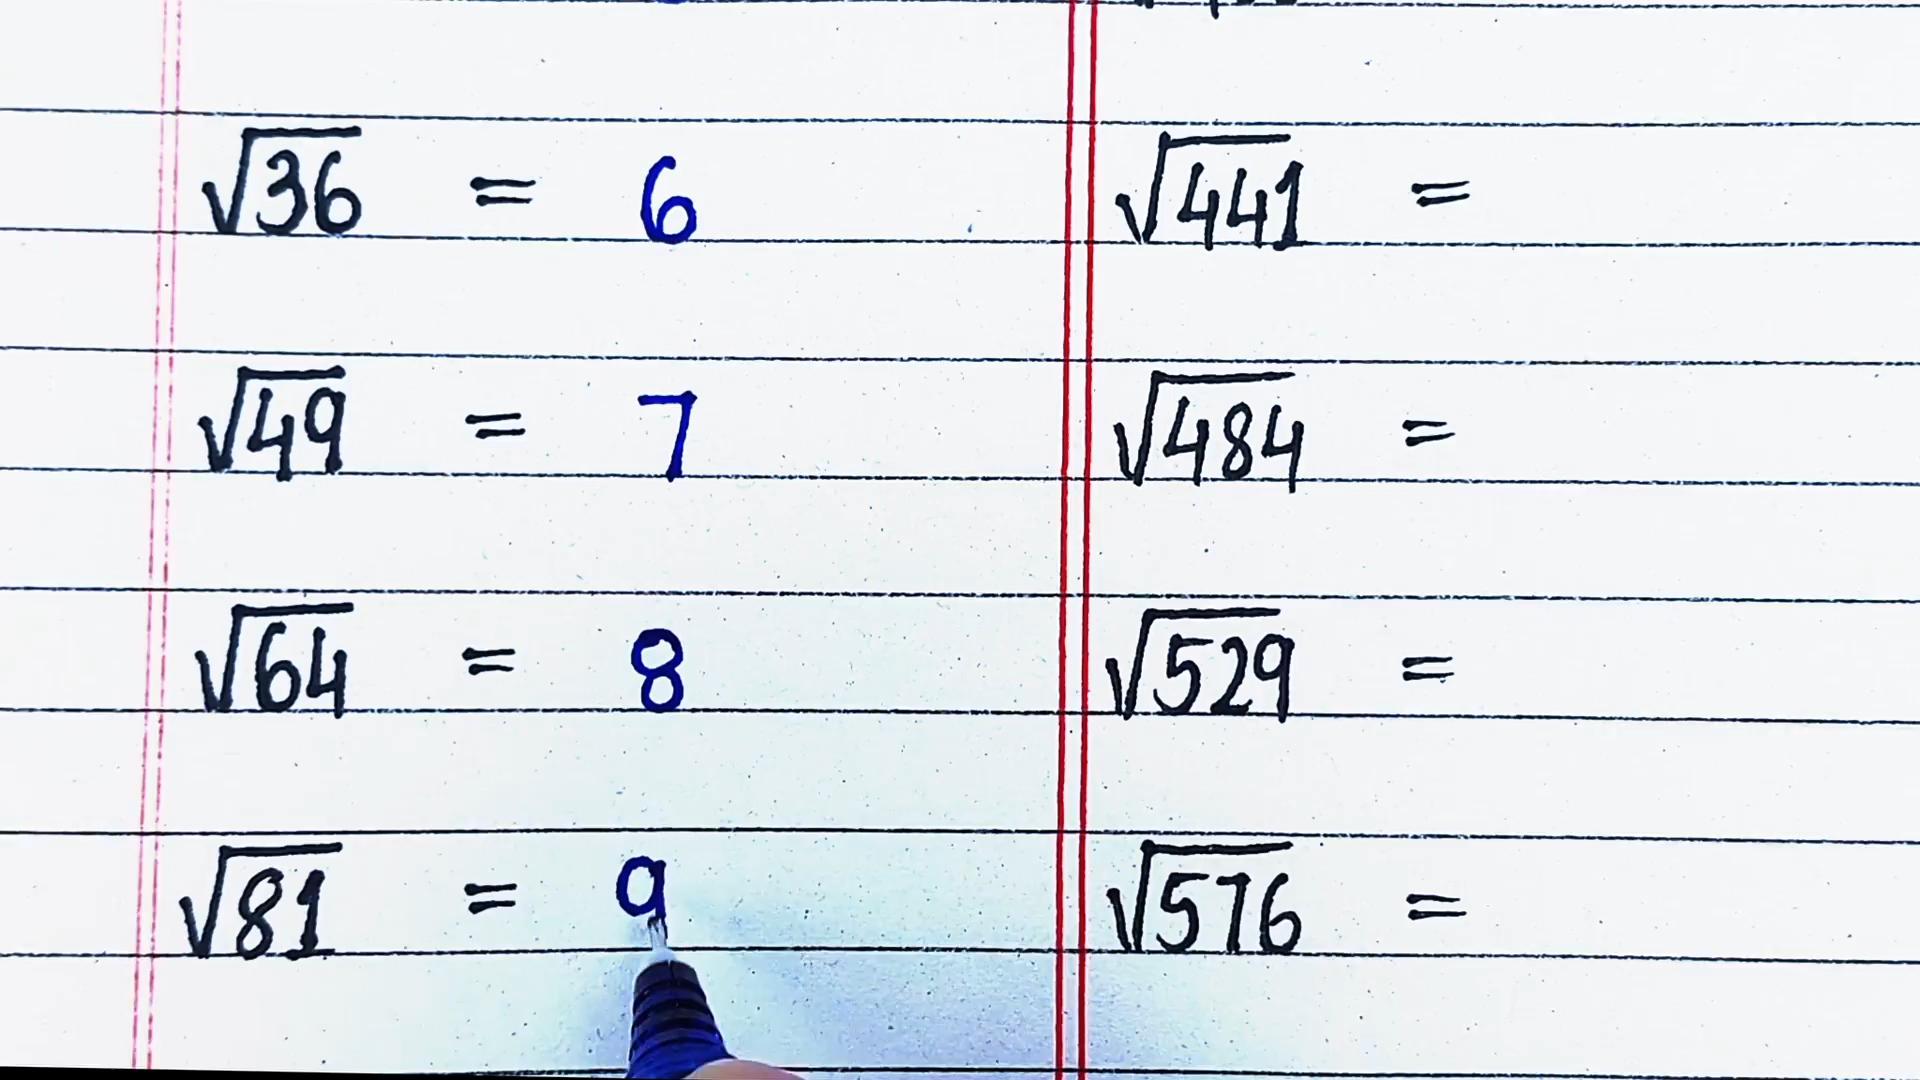 √36 = 6
√49 = 7
√64 = 8
√81 = 9
√441 =
√484 =
√529 =
√576 =